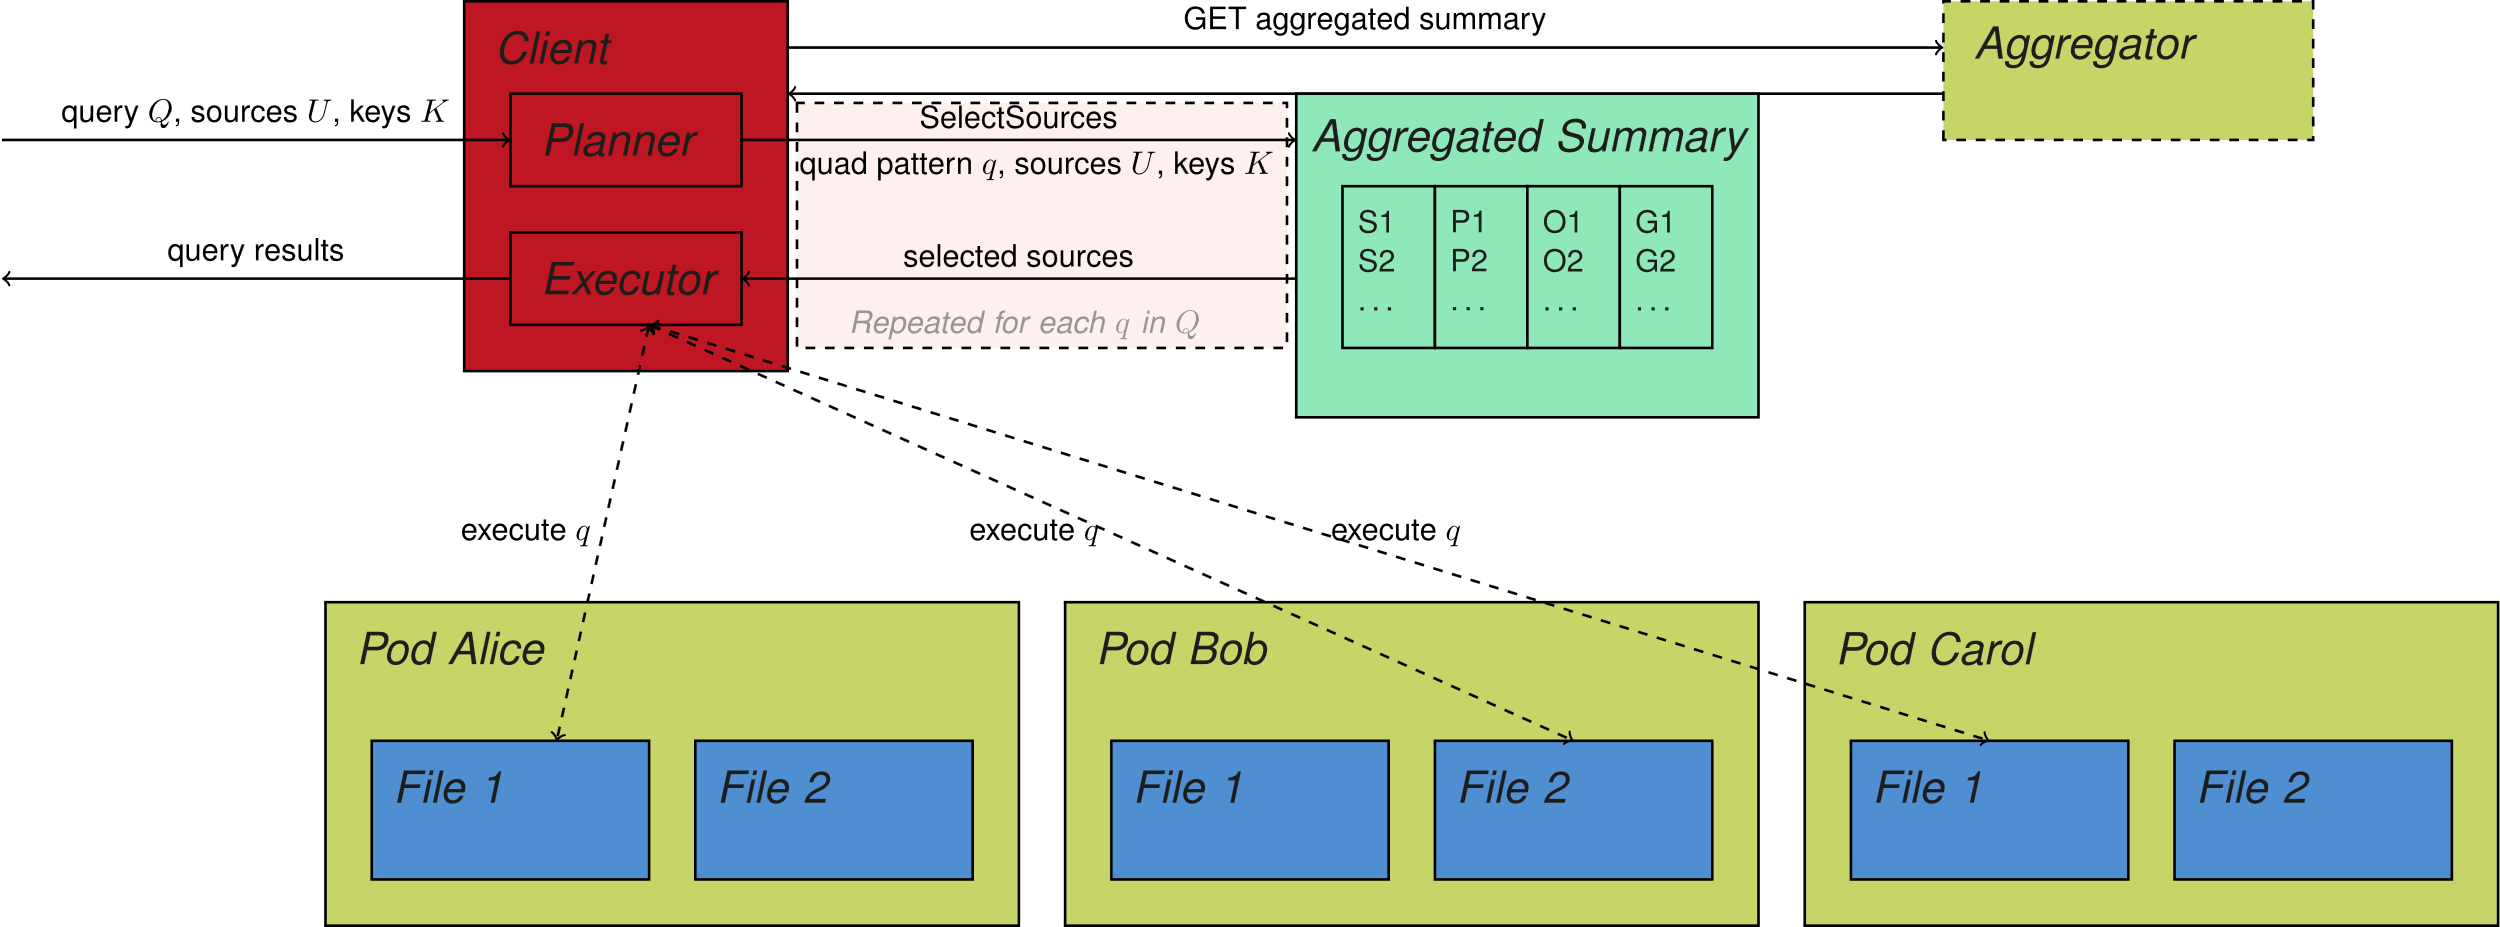 GET aggregated summary
Client
Aggregator
query Q, sources U, keys K
Planner
SelectSources
quad pattern q, sources U, keys K
Aggregated Summary
S1 P1 O1 G1
S2 P2 O2 G2
... ... ... ...
query results
Executor
selected sources
Repeated for each q in Q
execute q
execute q
execute q
Pod Alice
Pod Bob
Pod Carol
File 1
File 2
File 1
File 2
File 1
File 2